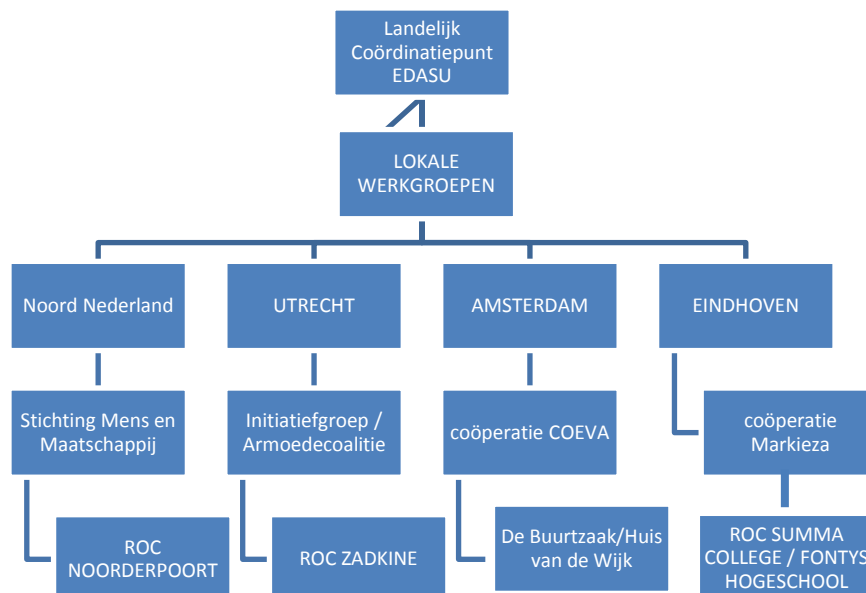 Landelijk
Coördinatiepunt
EDASU
LOKALE
WERKGROEPEN
Noord Nederland
UTRECHT
AMSTERDAM
EINDHOVEN
Stichting Mens en
Maatschappij
Initiatiefgroep /
Armoedecoalitie
coöperatie COEVA
coöperatie
Markieza
ROC
NOORDERPOORT
ROC ZADKINE
De Buurtzaak/Huis
van de Wijk
ROC SUMMA
COLLEGE / FONTYS
HOGESCHOOL